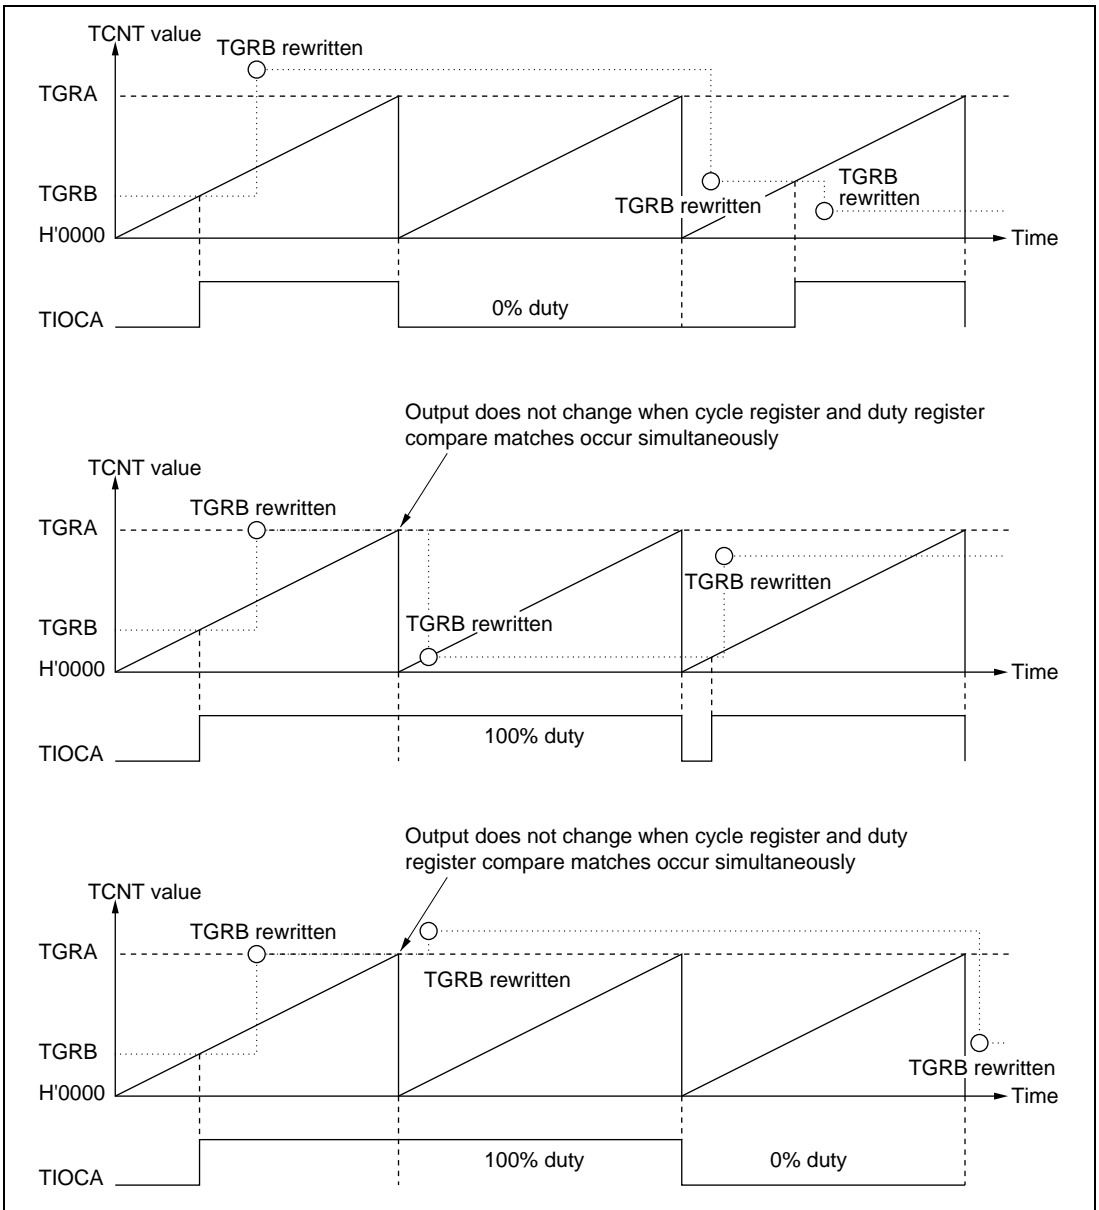 TCNT value
TGRB rewritten
TGRA
TGRB
TGRB
rewritten
TGRB rewritten
H'0000
Time
TIOCA
0% duty
Output does not change when cycle register and duty register
compare matches occur simultaneously
TCNT value
TGRB rewritten
TGRA
TGRB rewritten
TGRB
TGRB rewritten
H'0000
Time
TIOCA
100% duty
Output does not change when cycle register and duty
register compare matches occur simultaneously
TCNT value
TGRB rewritten
TGRA
TGRB rewritten
TGRB
TGRB rewritten
H'0000
Time
TIOCA
100% duty
0% duty